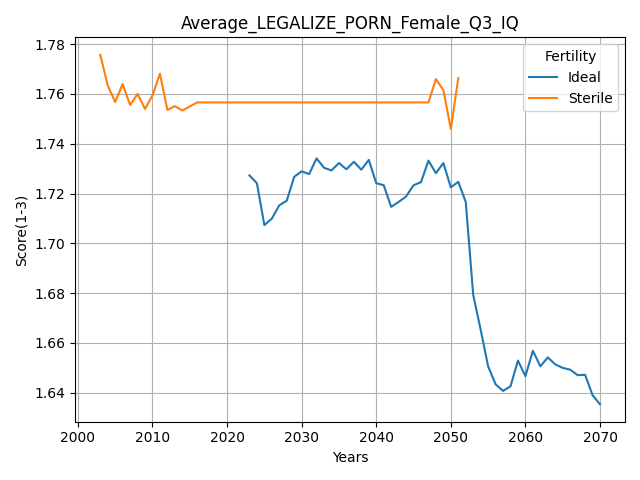 Average_LEGALIZE_PORN_Female_Q3_IQ
Score(1-3)
1.78
1.76
1.74
1.72
1.70
1.68
1.66
1.64
Fertility
Ideal
Sterile
2000 2010 2020 2030 2040 2050 2060 2070
Years